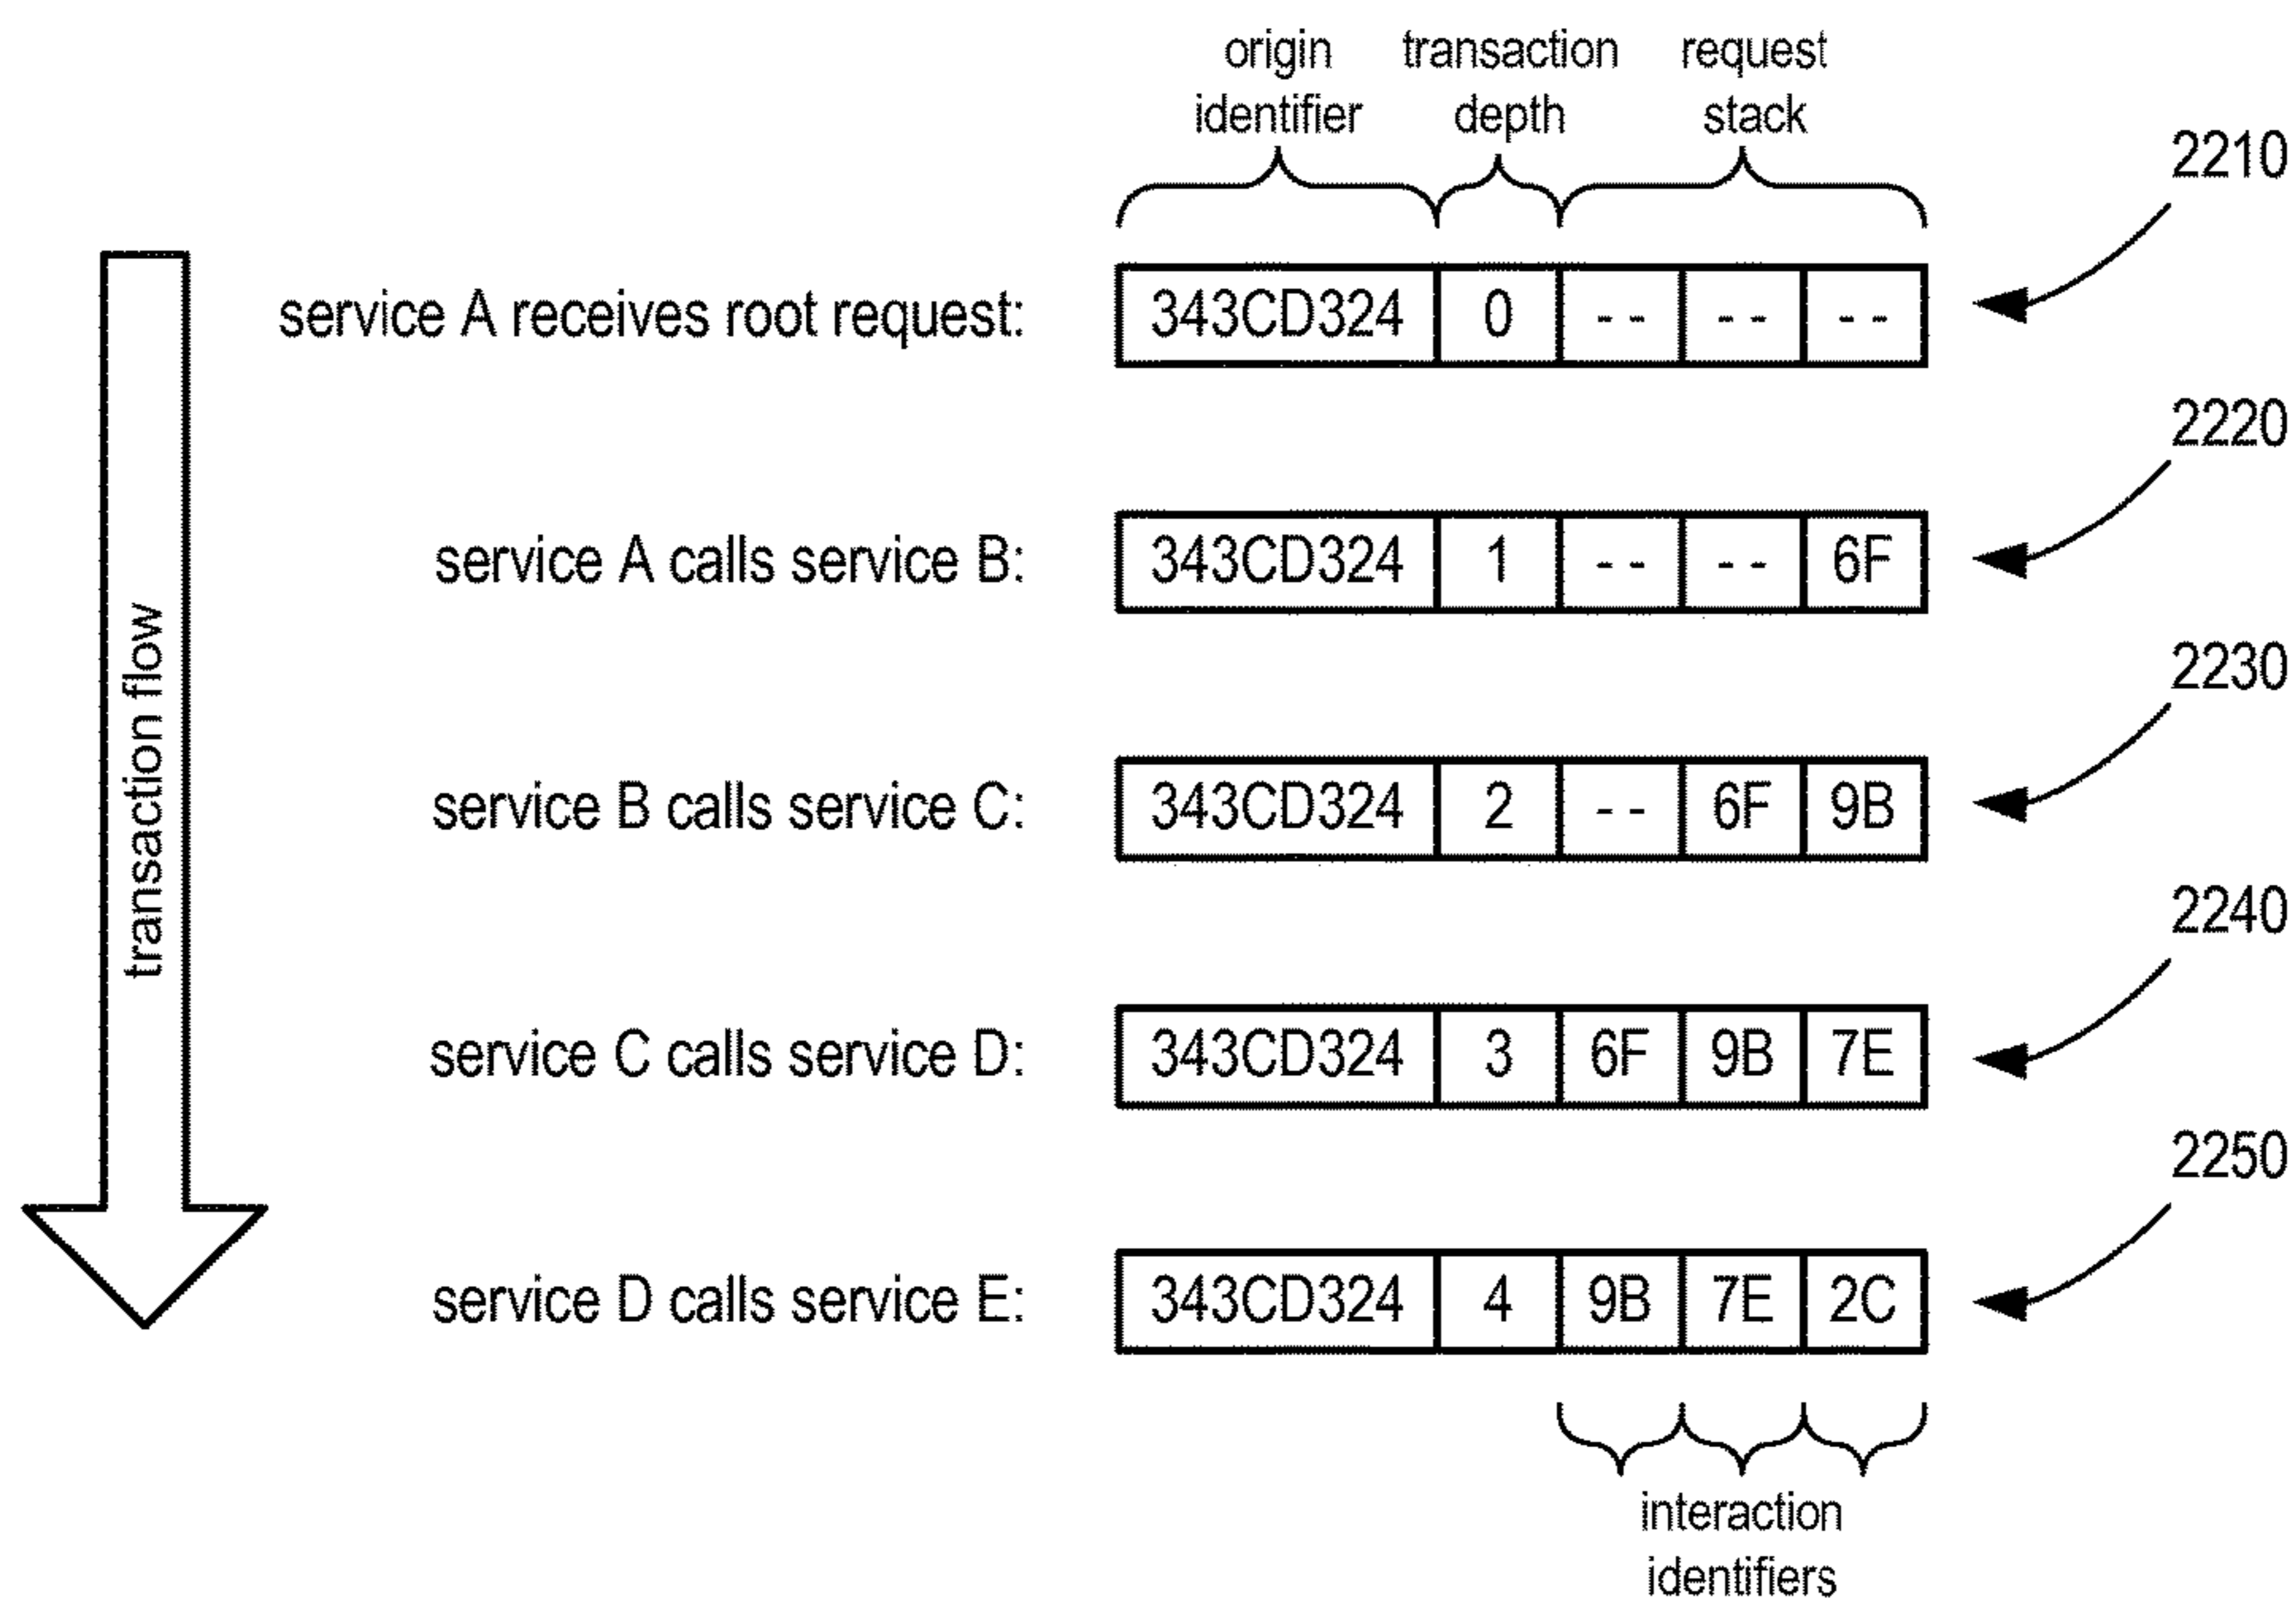 origin transaction request
identifier depth stack
2210
service A receives root request: 343CD324 0 -- -- --
2220
service A calls service B: 343CD324 1 -- -- 6F
2230
service B calls service C: 343CD324 2 -- 6F 9B
2240
service C calls service D: 343CD324 3 6F 9B 7E
2250
service D calls service E: 343CD324 4 9B 7E 2C
transaction flow
interaction
identifiers